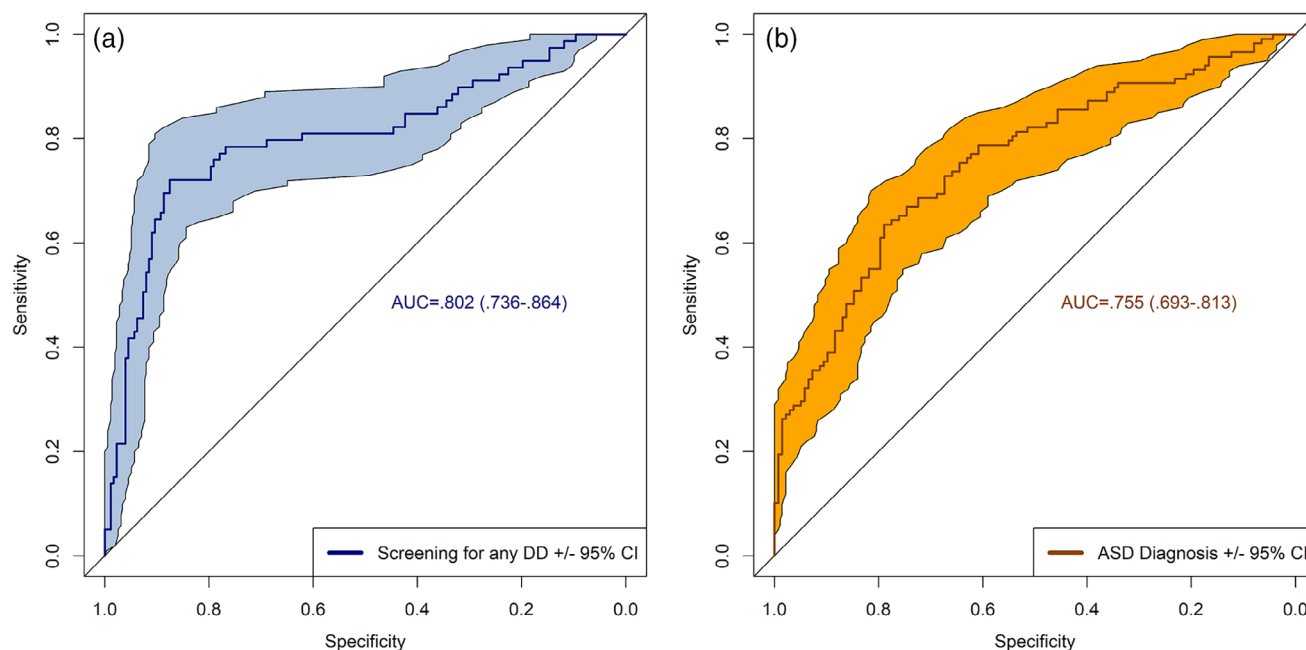 (a)
1.0
0.8
0.6
0.4
0.2
0.0
Sensitivity
AUC=.802 (.736-.864)
Screening for any DD +/- 95% CI
1.0 0.8 0.6 0.4 0.2 0.0
Specificity
(b)
1.0
0.8
0.6
0.4
0.2
0.0
Sensitivity
AUC=.755 (.693-.813)
ASD Diagnosis +/- 95% CI
1.0 0.8 0.6 0.4 0.2 0.0
Specificity